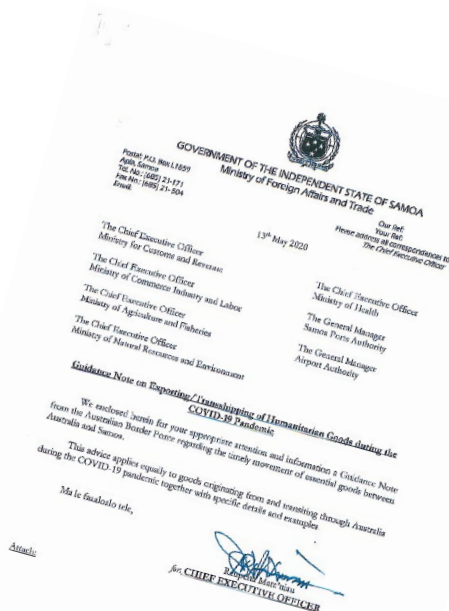 GOVERNMENT OF THE INDEPENDENT STATE OF SAMOA
Ministry of Foreign Affairs and Trade
Postal: P.O. Box L1859
Apia, Samoa
Tel. No.: (685) 21-171
Fax No.: (685) 21-504
Email:
Our Ref:
Your Ref:
Please address all correspondences to
The Chief Executive Officer
13th May 2020
The Chief Executive Officer
Ministry for Customs and Revenue
The Chief Executive Officer
Ministry of Commerce Industry and Labor
The Chief Executive Officer
Ministry of Agriculture and Fisheries
The Chief Executive Officer
Ministry of Natural Resources and Environment
The Chief Executive Officer
Ministry of Health
The General Manager
Samoa Ports Authority
The General Manager
Airport Authority
Guidance Note on Exporting/Transshipping of Humanitarian Goods during the
COVID-19 Pandemic
We enclosed herein for your appropriate attention and information a Guidance Note
from the Australian Border Force regarding the timely movement of essential goods between
Australia and Samoa.
This advice applies equally to goods originating from and transiting through Australia
during the COVID-19 pandemic together with specific details and examples
Ma le faaaloalo tele,
Attach:
for: CHIEF EXECUTIVE OFFICER